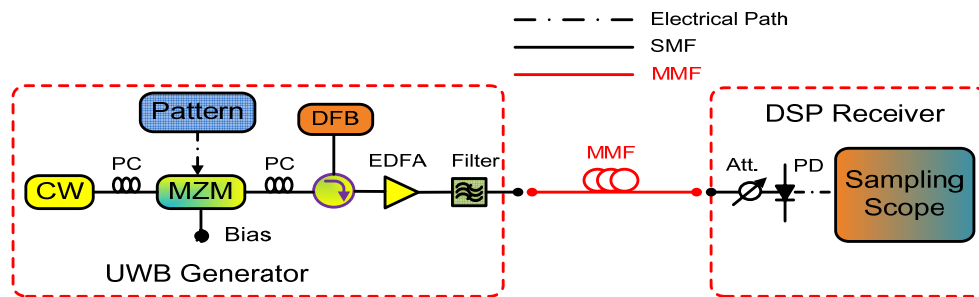 Electrical Path
SMF
MMF
Pattern
DFB
DSP Receiver
PC
PC
EDFA
Filter
MMF
Att.
PD
CW
MZM
Sampling
Scope
Bias
UWB Generator